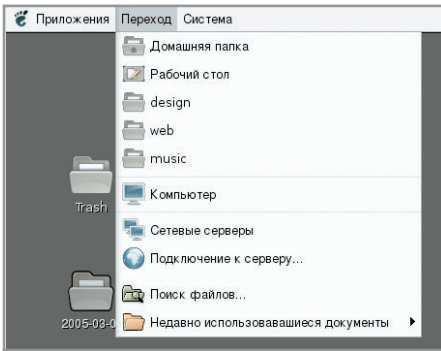 Приложения Переход Система
Домашняя папка
Рабочий стол
design
web
music
Компьютер
Сетевые серверы
Подключение к серверу...
Поиск файлов...
Недавно использовавшиеся документы
Trash
2005-03-0